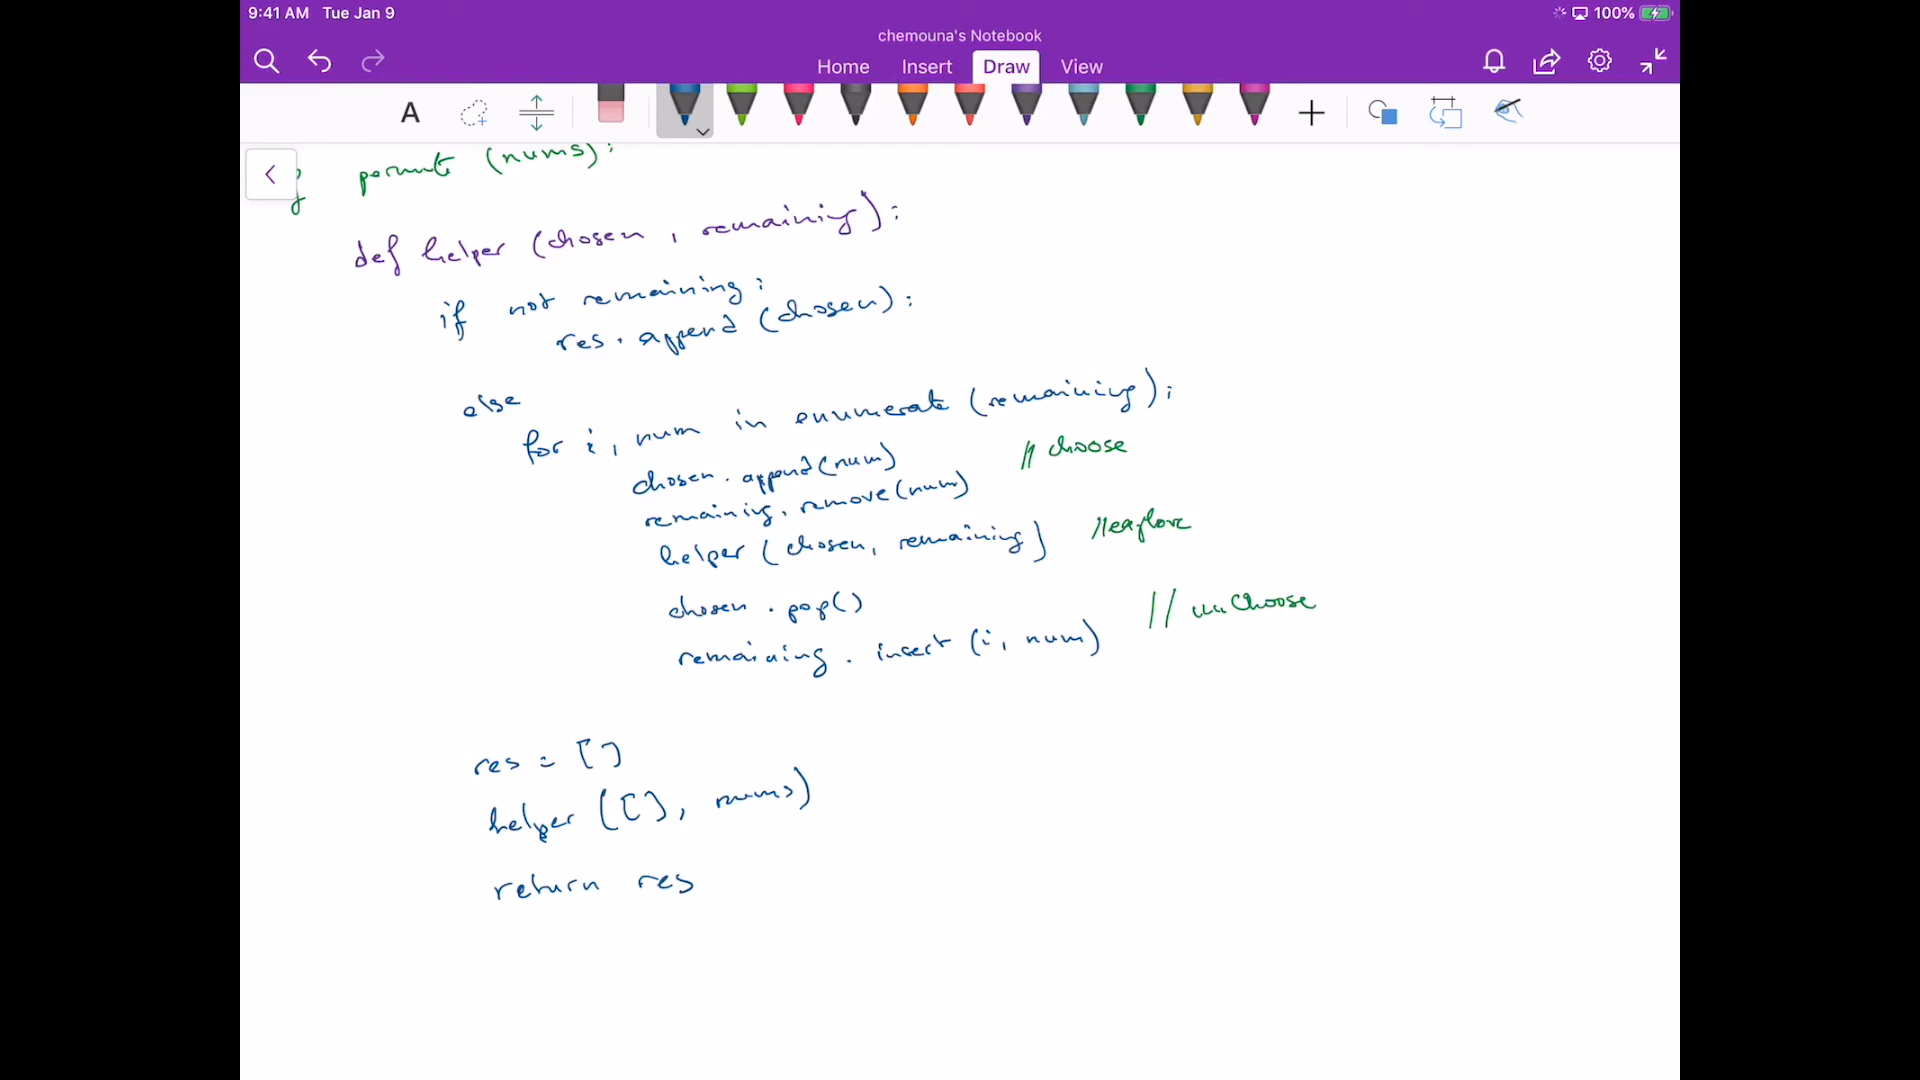 9:41 AM Tue Jan 9
100%
chemouna's Notebook
Home Insert Draw View
A
permute (nums):
def helper (chosen, remaining):
if not remaining:
res.append (chosen):
else
for i, num in enumerate (remaining):
chosen.append(num) // choose
remaining.remove(num)
helper (chosen, remaining) //explore
chosen.pop()
remaining.insert (i, num) // unChoose
res = []
helper ([], nums)
return res